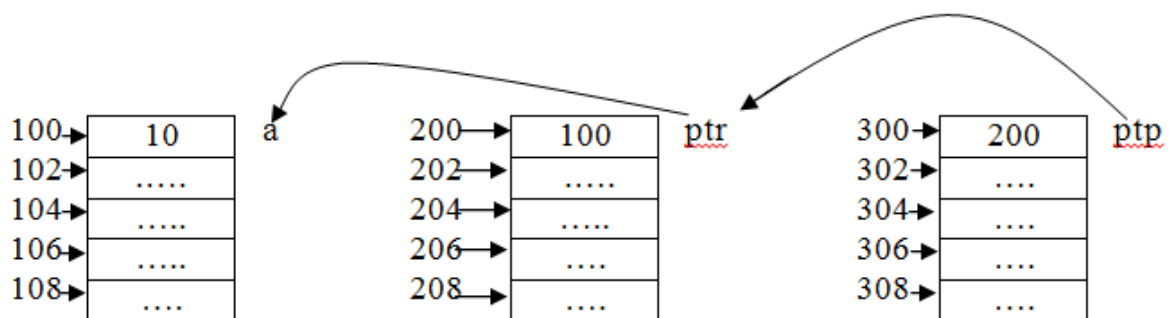 100 10 a 200 100 ptr 300 200 ptp
102 ..... 202 ..... 302 ....
104 ..... 204 ..... 304 ....
106 ..... 206 .... 306 ....
108 .... 208 .... 308 ....